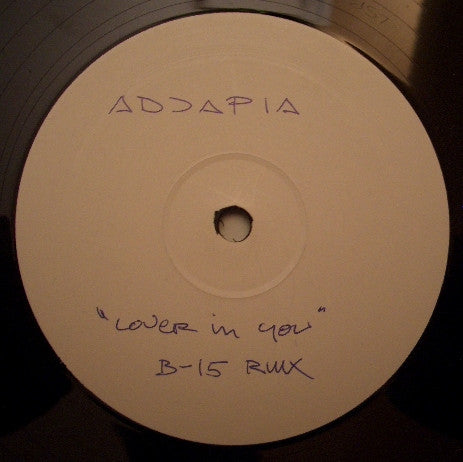 ADDAPIA
"Lover in you"
B-15 RMX